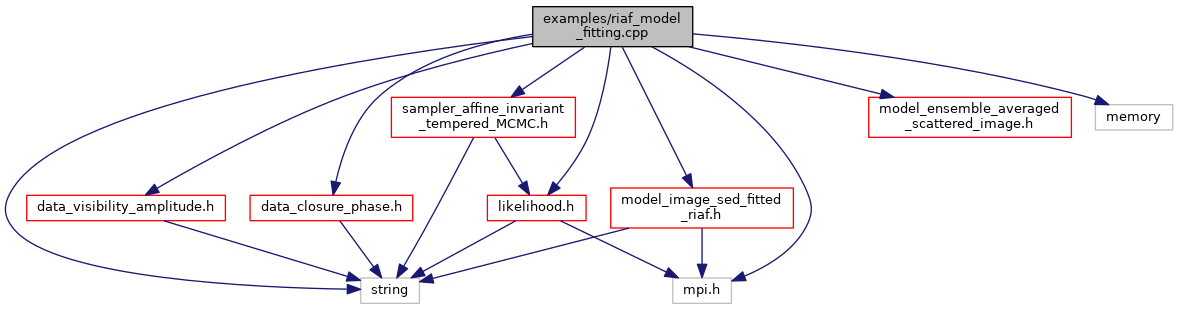 examples/riaf_model
_fitting.cpp
sampler_affine_invariant
_tempered_MCMC.h
model_ensemble_averaged
_scattered_image.h
memory
data_visibility_amplitude.h
data_closure_phase.h
likelihood.h
model_image_sed_fitted
_riaf.h
string
mpi.h